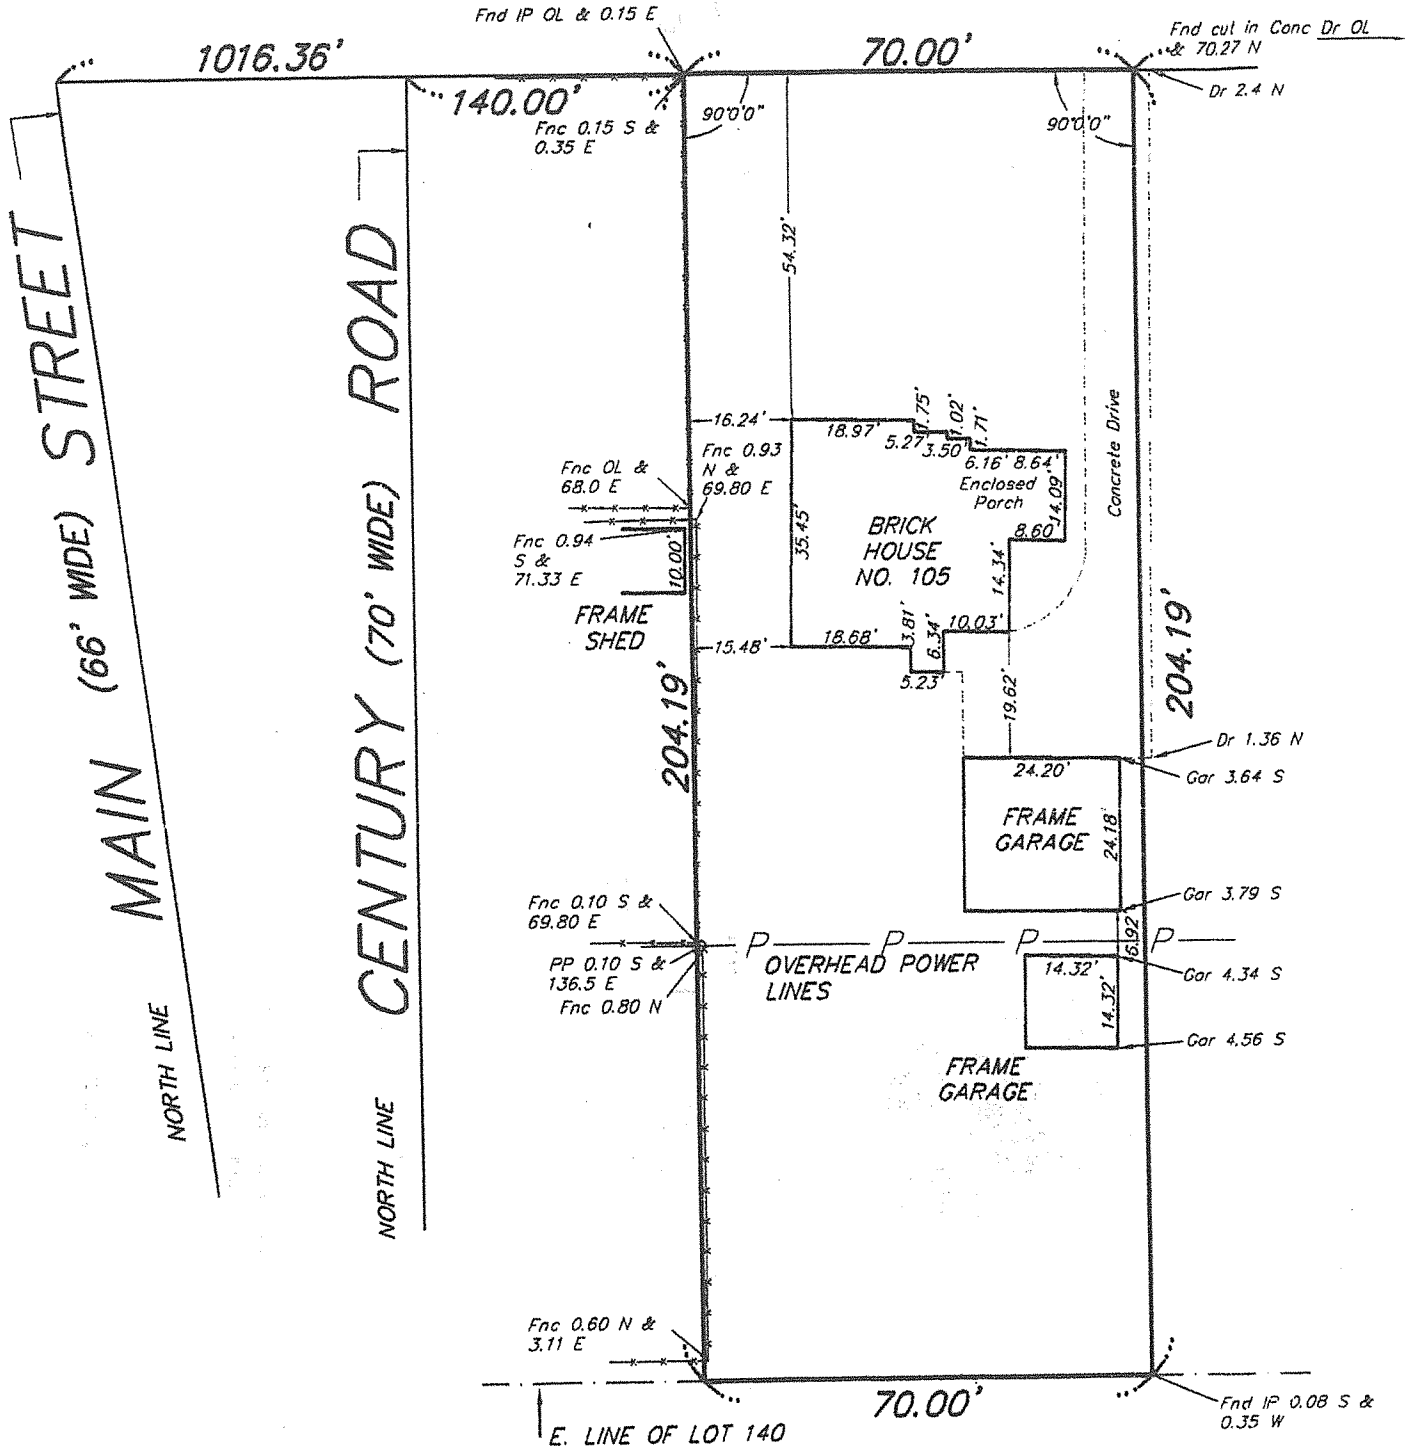 Fnd IP OL & 0.15 E
Fnd cut in Conc Dr OL
& 70.27 N
1016.36'
70.00'
Dr 2.4 N
140.00'
90°0'0"
90°0'0"
Fnc 0.15 S &
0.35 E
54.32'
MAIN (66' WIDE) STREET
NORTH LINE
CENTURY (70' WIDE) ROAD
NORTH LINE
16.24'
18.97'
1.75'
5.27'
1.02'
3.50'
1.71'
6.16'
8.64'
Enclosed
Porch
14.09'
8.60'
Concrete Drive
Fnc OL &
68.0 E
Fnc 0.93
N &
69.80 E
Fnc 0.94
S &
71.33 E
10.00'
FRAME
SHED
35.45'
BRICK
HOUSE
NO. 105
14.34'
10.03'
3.81'
6.34'
15.48'
18.68'
5.23'
19.62'
204.19'
204.19'
Dr 1.36 N
Gar 3.64 S
24.20'
FRAME
GARAGE
24.18'
Gar 3.79 S
Fnc 0.10 S &
69.80 E
P P P P
6.92'
OVERHEAD POWER
LINES
PP 0.10 S &
136.5 E
Fnc 0.80 N
14.32'
14.32'
Gar 4.34 S
Gar 4.56 S
FRAME
GARAGE
Fnc 0.60 N &
3.11 E
70.00'
Fnd IP 0.08 S &
0.35 W
E. LINE OF LOT 140